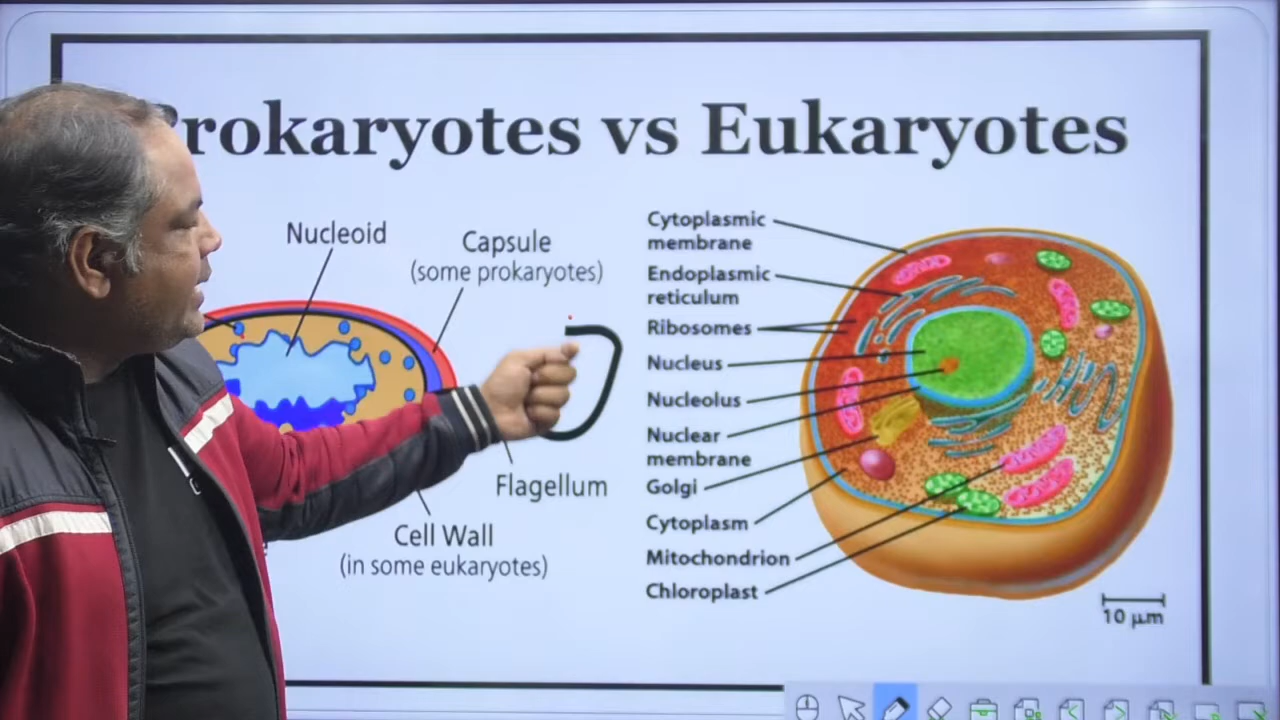 rokaryotes vs Eukaryotes
Nucleoid
Capsule
(some prokaryotes)
Flagellum
Cell Wall
(in some eukaryotes)
Cytoplasmic
membrane
Endoplasmic
reticulum
Ribosomes
Nucleus
Nucleolus
Nuclear
membrane
Golgi
Cytoplasm
Mitochondrion
Chloroplast
10 μm